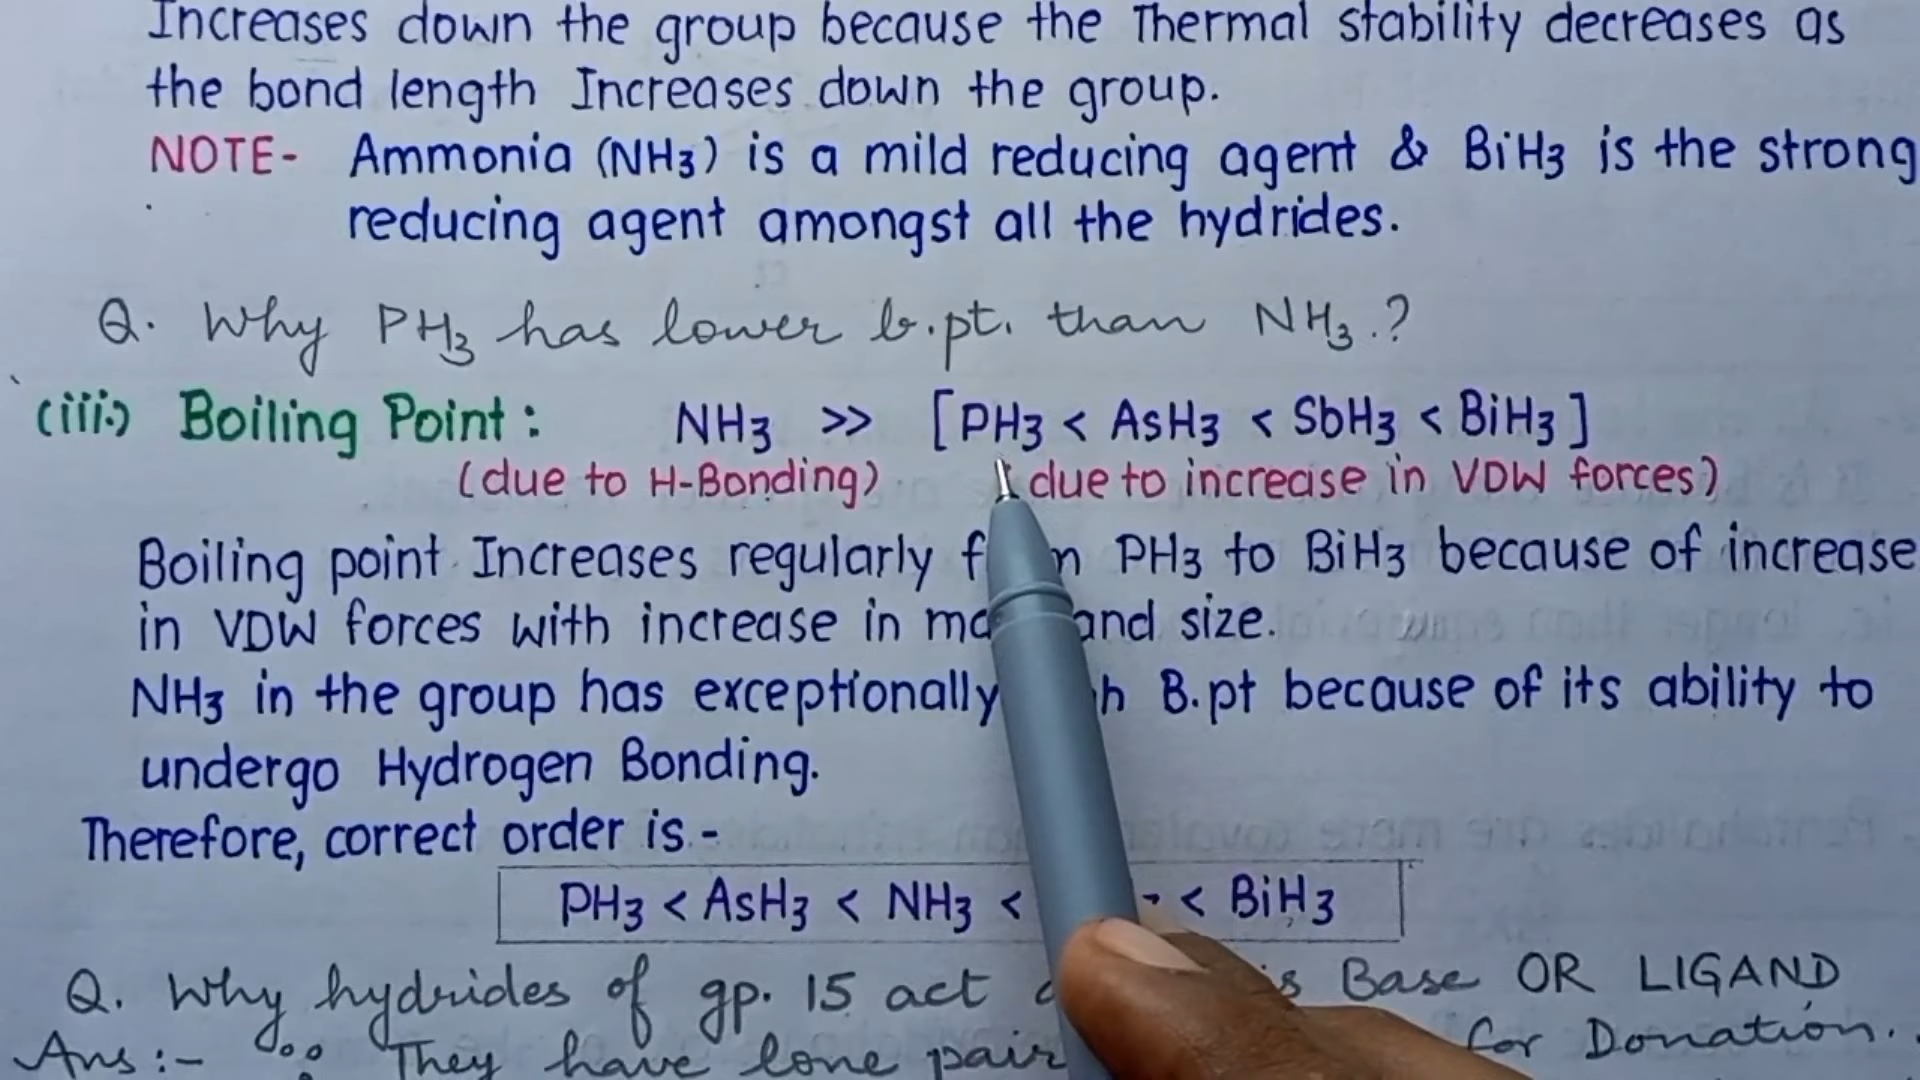 Increases down the group because the Thermal stability decreases as
the bond length Increases down the group.
NOTE- Ammonia (NH3) is a mild reducing agent & BiH3 is the strong
reducing agent amongst all the hydrides.
Q. Why PH3 has lower b.pt. than NH3.?
(iii.) Boiling Point: NH3 >> [PH3 < AsH3 < SbH3 < BiH3]
(due to H-Bonding) (due to increase in VDW forces)
Boiling point Increases regularly PH3 to BiH3 because of increase
in VDW forces with increase in and size.
NH3 in the group has exceptionally B.pt because of its ability to
undergo Hydrogen Bonding.
Therefore, correct order is -
PH3 < AsH3 < NH3 < < BiH3
Q. Why hydrides of gp. 15 act Base OR LIGAND
Ans :- ∵ They have lone pair for Donation.